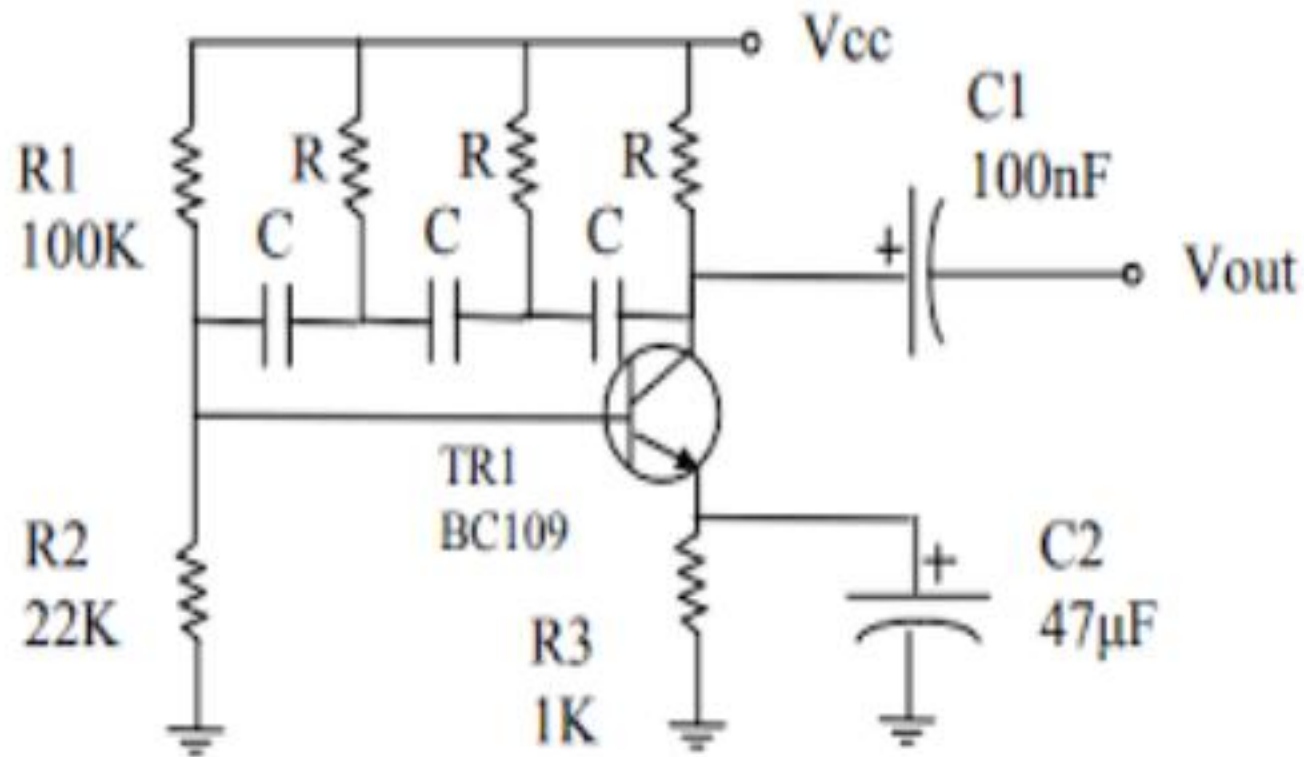 Vcc
C1
100nF
R1
100K
R
R
R
C
C
C
+
Vout
TR1
BC109
R2
22K
R3
1K
+
C2
47μF